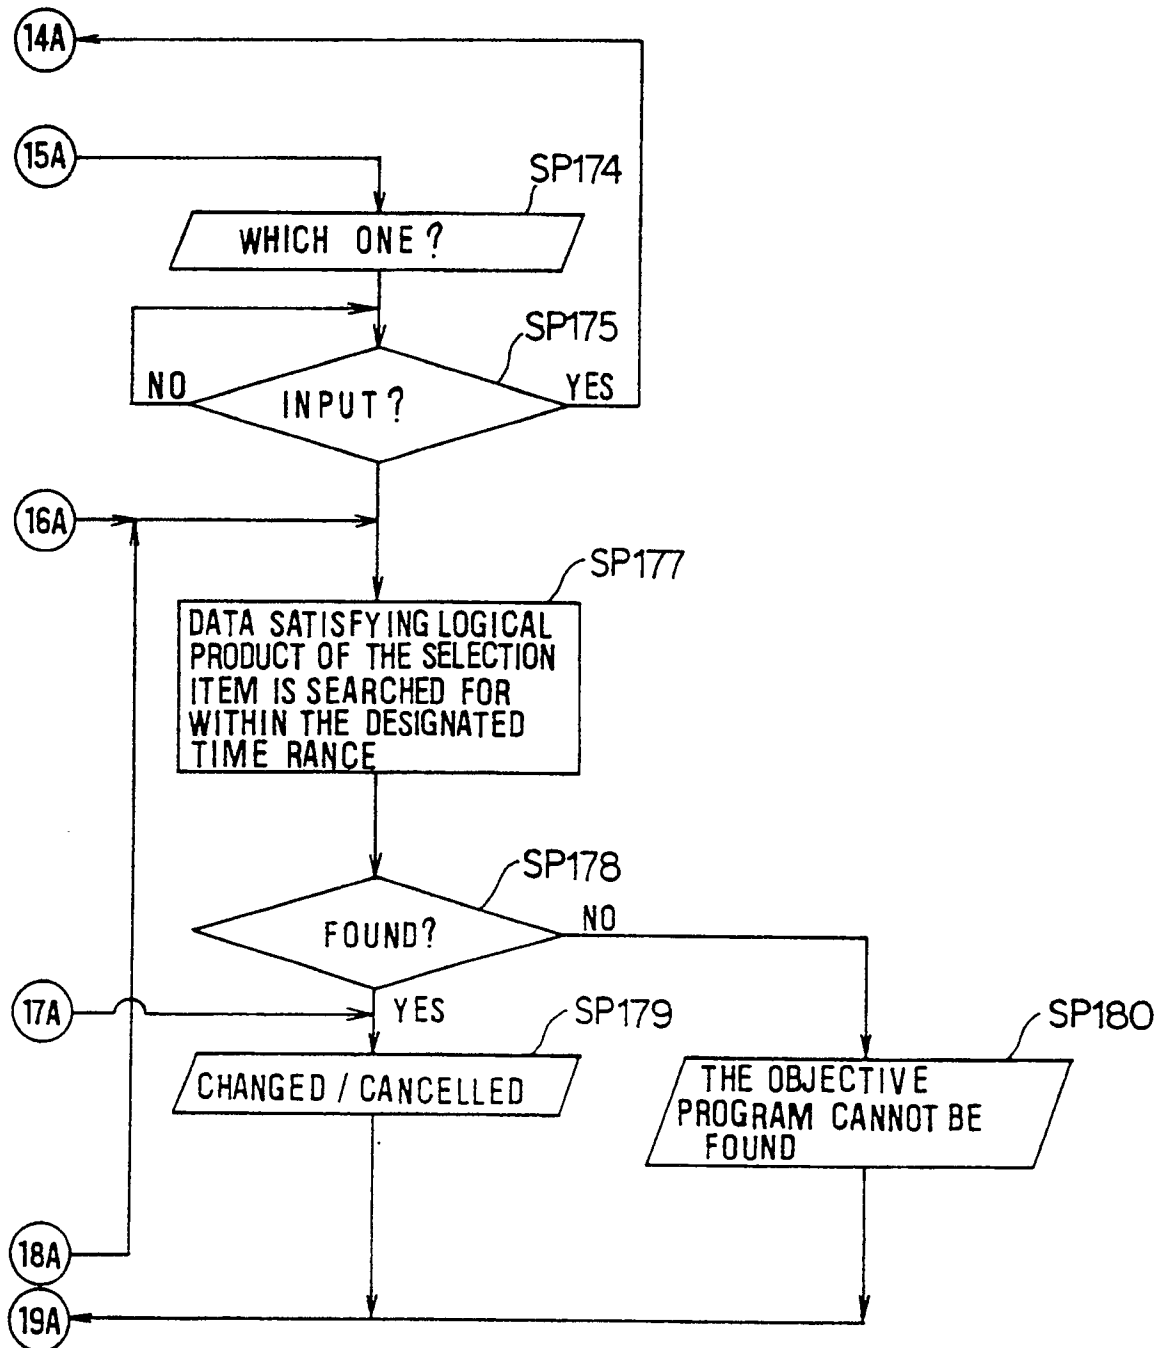 14A
15A
SP174
WHICH ONE?
SP175
NO
YES
INPUT?
16A
SP177
DATA SATISFYING LOGICAL
PRODUCT OF THE SELECTION
ITEM IS SEARCHED FOR
WITHIN THE DESIGNATED
TIME RANCE
SP178
FOUND?
NO
17A
YES
SP179
SP180
CHANGED / CANCELLED
THE OBJECTIVE
PROGRAM CANNOT BE
FOUND
18A
19A